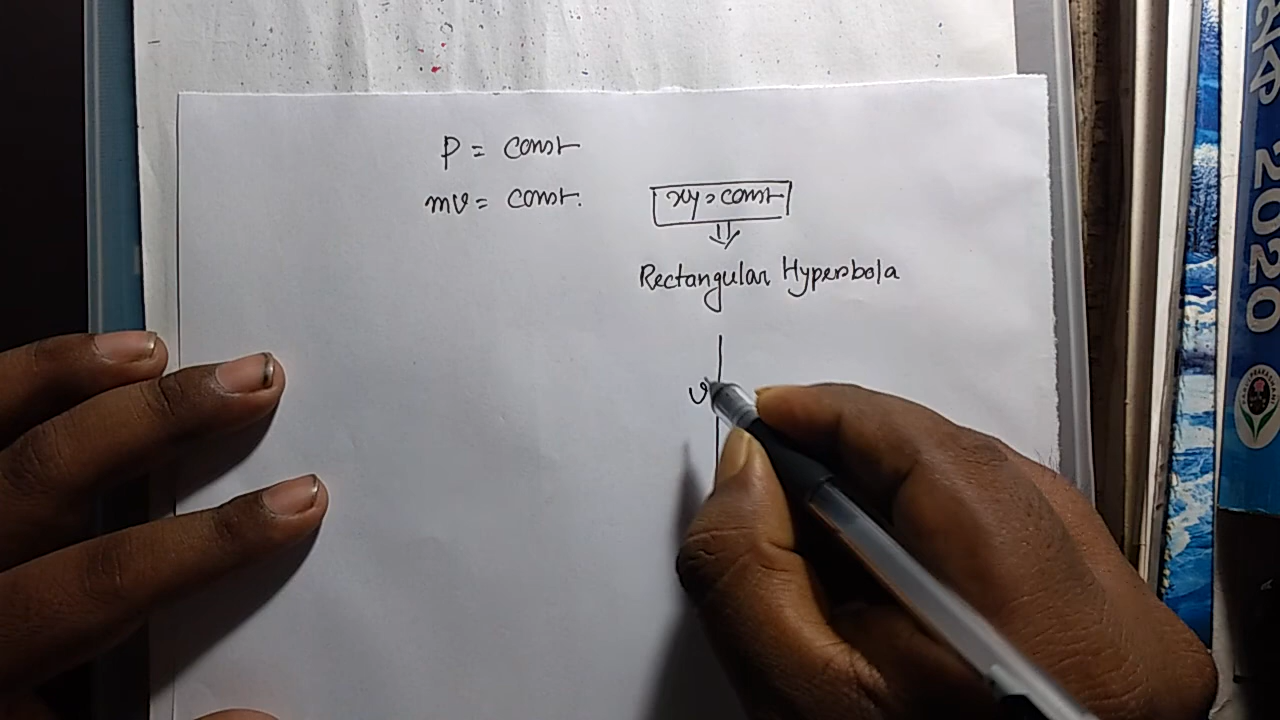 P = const
mv = const.
xy = const
⇓
Rectangular Hyperbola
v
2020